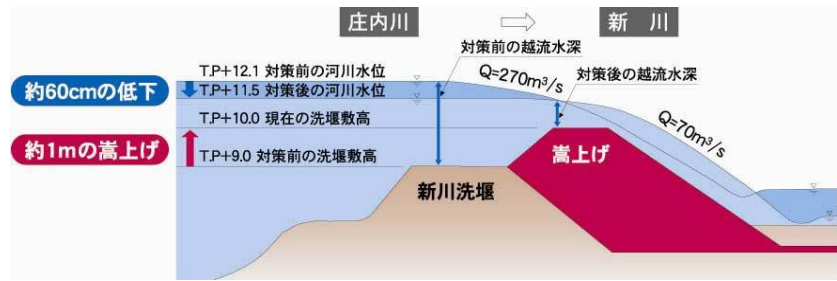 庄内川
新 川
対策前の越流水深
T.P+12.1 対策前の河川水位
Q=270m³/s
対策後の越流水深
約60cmの低下
T.P+11.5 対策後の河川水位
T.P+10.0 現在の洗堰敷高
約1mの嵩上げ
T.P+9.0 対策前の洗堰敷高
嵩上げ
Q=70m³/s
新川洗堰